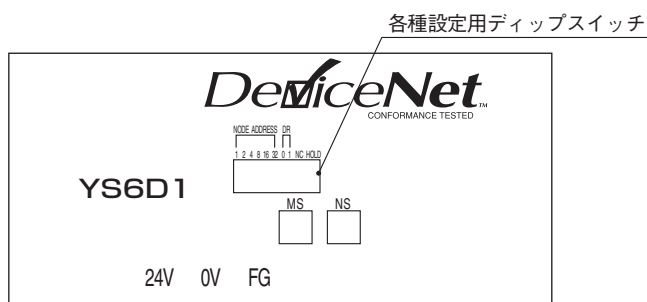 各種設定用ディップスイッチ
DeviceNet™
CONFORMANCE TESTED
NODE ADDRESS DR
1 2 4 8 16 32 0 1 NC HOLD
YS6D1
MS NS
24V 0V FG